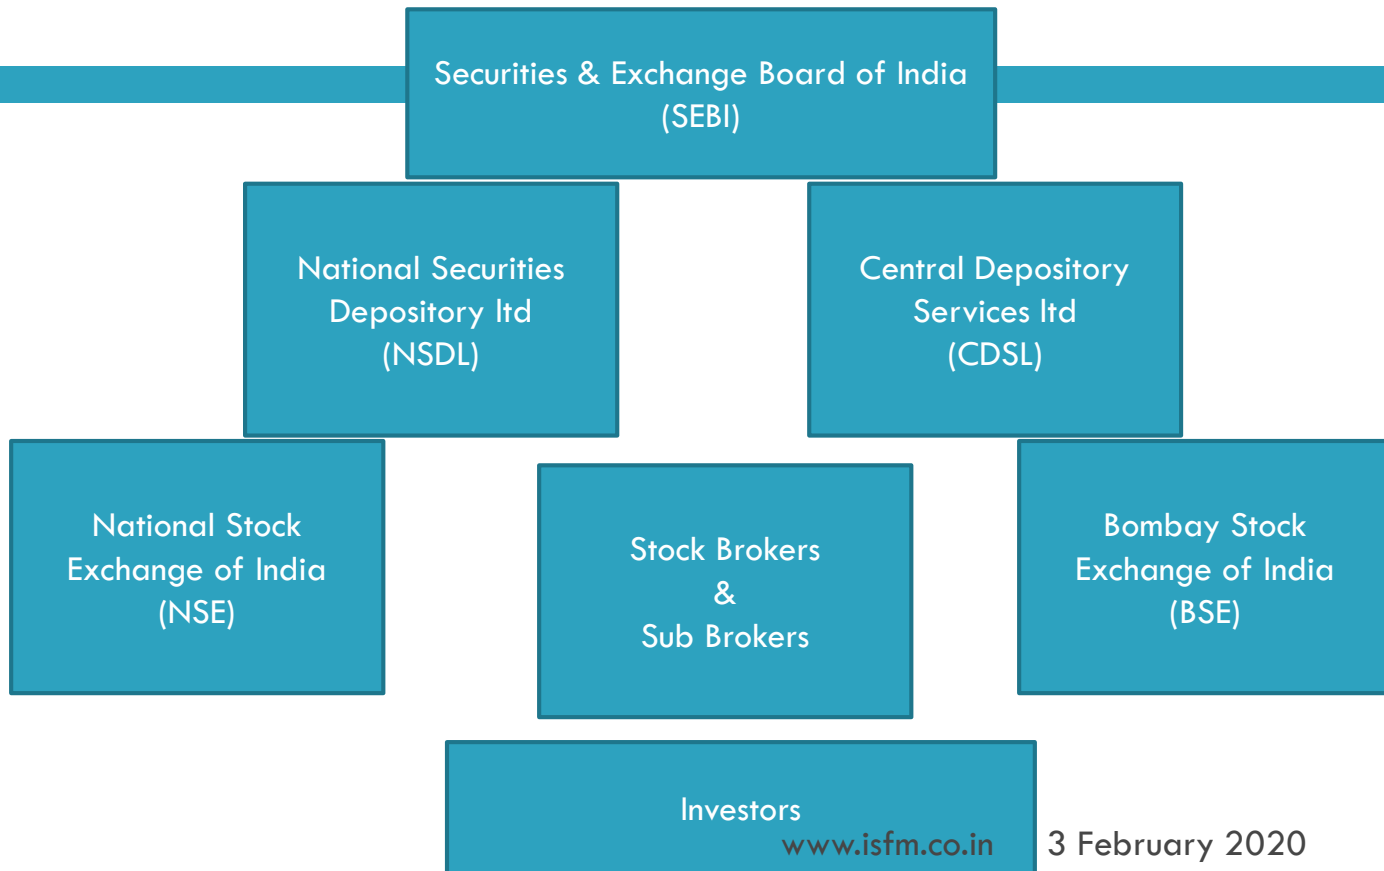 Securities & Exchange Board of India
(SEBI)
National Securities
Depository ltd
(NSDL)
Central Depository
Services ltd
(CDSL)
National Stock
Exchange of India
(NSE)
Stock Brokers
&
Sub Brokers
Bombay Stock
Exchange of India
(BSE)
Investors
www.isfm.co.in
3 February 2020